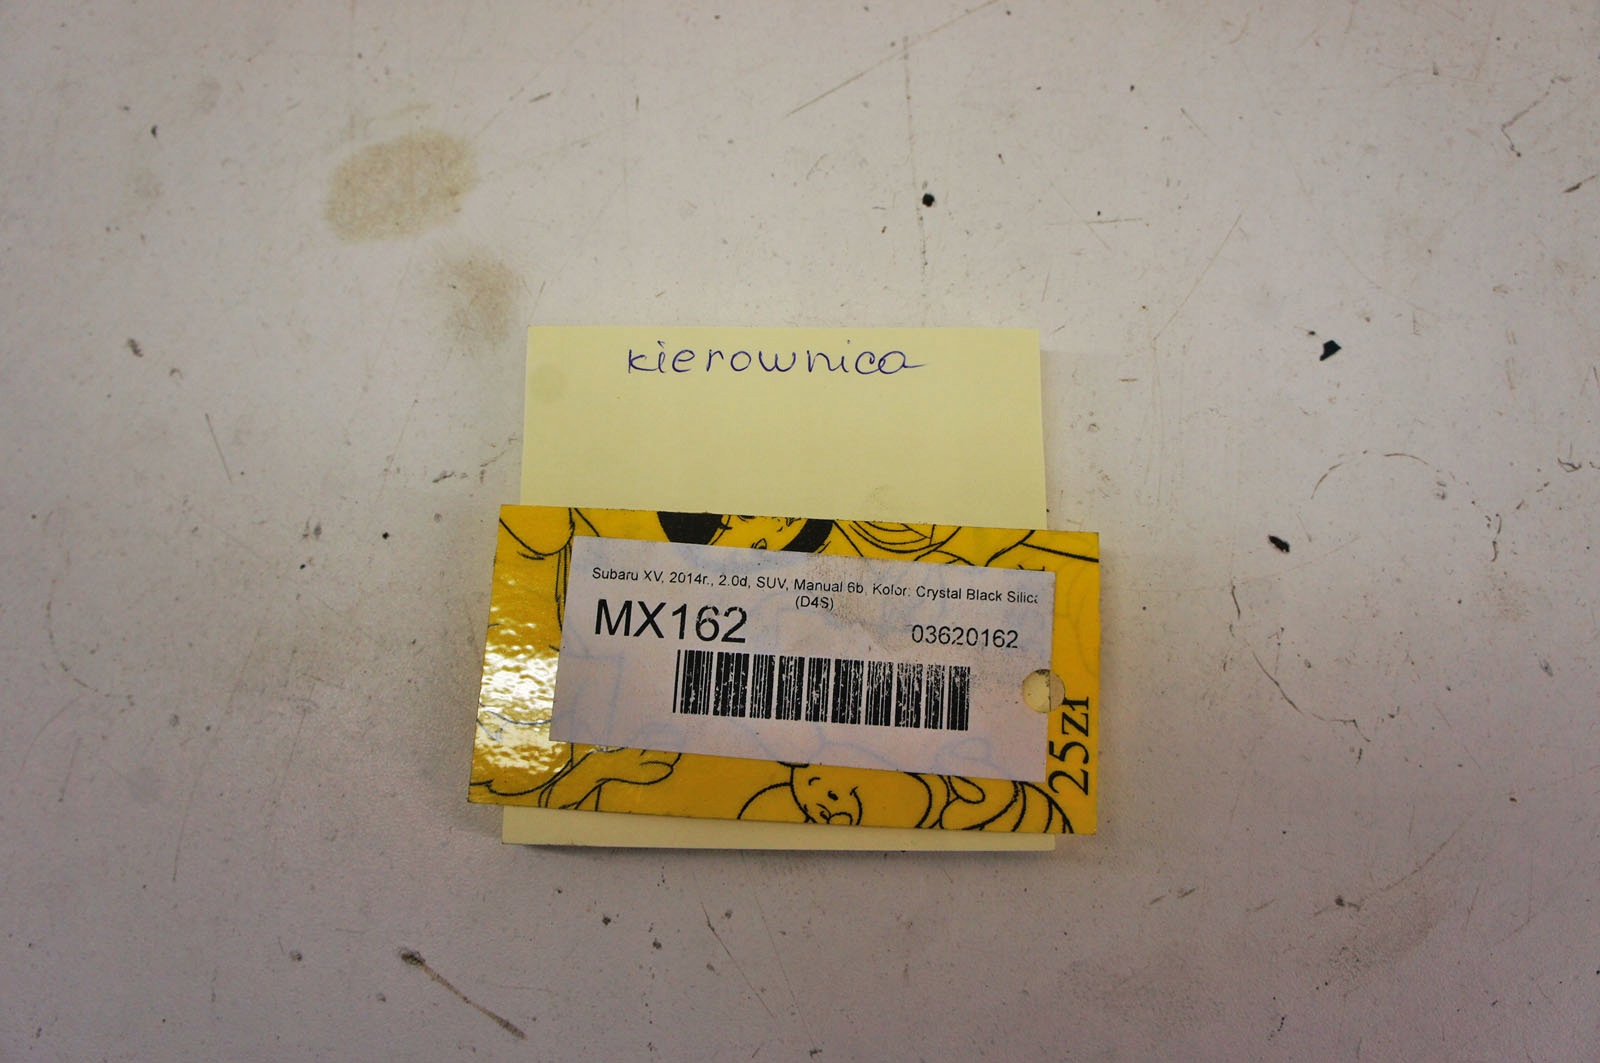 kierownica
Subaru XV, 2014r., 2.0d, SUV, Manual 6b, Kolor: Crystal Black Silica
(D4S)
MX162
03620162
25zł